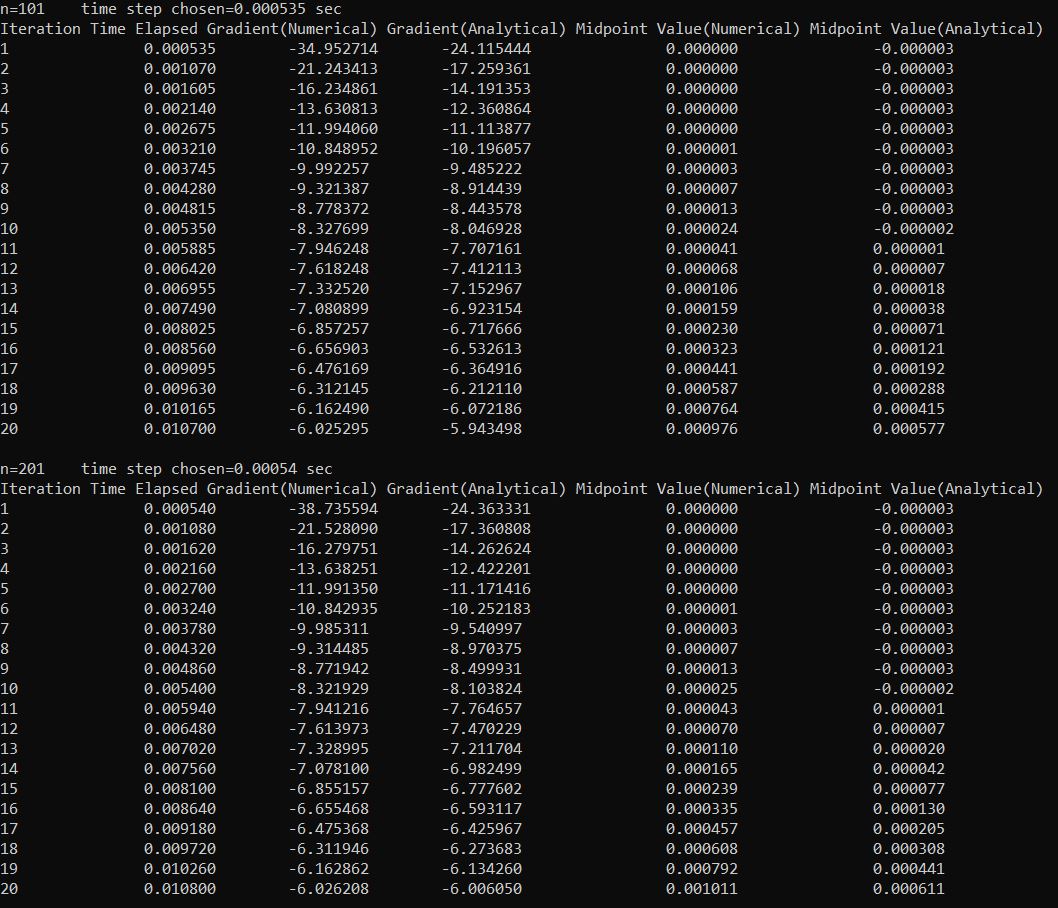 n=101    time step chosen=0.000535 sec
Iteration Time Elapsed Gradient(Numerical) Gradient(Analytical) Midpoint Value(Numerical) Midpoint Value(Analytical)
1 0.000535 -34.952714 -24.115444 0.000000 -0.000003
2 0.001070 -21.243413 -17.259361 0.000000 -0.000003
3 0.001605 -16.234861 -14.191353 0.000000 -0.000003
4 0.002140 -13.630813 -12.360864 0.000000 -0.000003
5 0.002675 -11.994060 -11.113877 0.000000 -0.000003
6 0.003210 -10.848952 -10.196057 0.000001 -0.000003
7 0.003745 -9.992257 -9.485222 0.000003 -0.000003
8 0.004280 -9.321387 -8.914439 0.000007 -0.000003
9 0.004815 -8.778372 -8.443578 0.000013 -0.000003
10 0.005350 -8.327699 -8.046928 0.000024 -0.000002
11 0.005885 -7.946248 -7.707161 0.000041 0.000001
12 0.006420 -7.618248 -7.412113 0.000068 0.000007
13 0.006955 -7.332520 -7.152967 0.000106 0.000018
14 0.007490 -7.080899 -6.923154 0.000159 0.000038
15 0.008025 -6.857257 -6.717666 0.000230 0.000071
16 0.008560 -6.656903 -6.532613 0.000323 0.000121
17 0.009095 -6.476169 -6.364916 0.000441 0.000192
18 0.009630 -6.312145 -6.212110 0.000587 0.000288
19 0.010165 -6.162490 -6.072186 0.000764 0.000415
20 0.010700 -6.025295 -5.943498 0.000976 0.000577
n=201    time step chosen=0.00054 sec
Iteration Time Elapsed Gradient(Numerical) Gradient(Analytical) Midpoint Value(Numerical) Midpoint Value(Analytical)
1 0.000540 -38.735594 -24.363331 0.000000 -0.000003
2 0.001080 -21.528090 -17.360808 0.000000 -0.000003
3 0.001620 -16.279751 -14.262624 0.000000 -0.000003
4 0.002160 -13.638251 -12.422201 0.000000 -0.000003
5 0.002700 -11.991350 -11.171416 0.000000 -0.000003
6 0.003240 -10.842935 -10.252183 0.000001 -0.000003
7 0.003780 -9.985311 -9.540997 0.000003 -0.000003
8 0.004320 -9.314485 -8.970375 0.000007 -0.000003
9 0.004860 -8.771942 -8.499931 0.000013 -0.000003
10 0.005400 -8.321929 -8.103824 0.000025 -0.000002
11 0.005940 -7.941216 -7.764657 0.000043 0.000001
12 0.006480 -7.613973 -7.470229 0.000070 0.000007
13 0.007020 -7.328995 -7.211704 0.000110 0.000020
14 0.007560 -7.078100 -6.982499 0.000165 0.000042
15 0.008100 -6.855157 -6.777602 0.000239 0.000077
16 0.008640 -6.655468 -6.593117 0.000335 0.000130
17 0.009180 -6.475368 -6.425967 0.000457 0.000205
18 0.009720 -6.311946 -6.273683 0.000608 0.000308
19 0.010260 -6.162862 -6.134260 0.000792 0.000441
20 0.010800 -6.026208 -6.006050 0.001011 0.000611